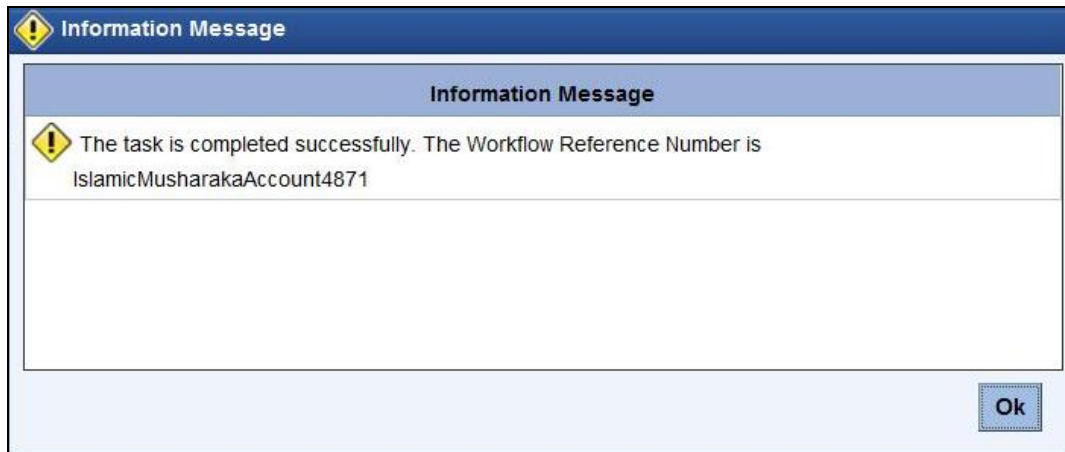 Information Message
Information Message
The task is completed successfully. The Workflow Reference Number is
IslamicMusharakaAccount4871
Ok